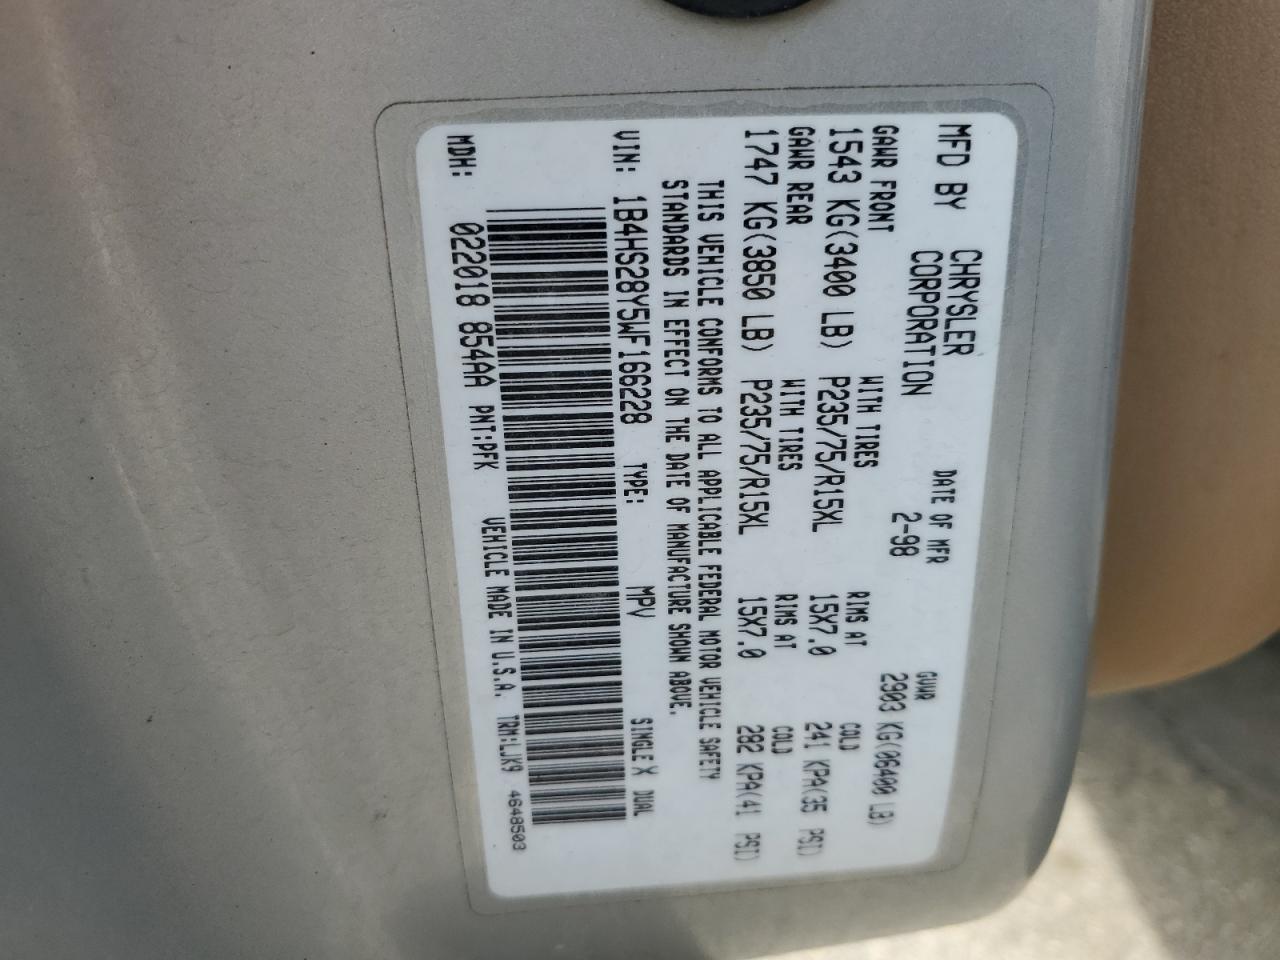 MFD BY CHRYSLER CORPORATION DATE OF MFR 2-98 GVWR 2903 KG(06400 LB)
GAWR FRONT WITH TIRES RIMS AT COLD
1543 KG(3400 LB) P235/75/R15XL 15X7.0 241 KPA(35 PSI)
GAWR REAR WITH TIRES RIMS AT COLD
1747 KG(3850 LB) P235/75/R15XL 15X7.0 282 KPA(41 PSI)
THIS VEHICLE CONFORMS TO ALL APPLICABLE FEDERAL MOTOR VEHICLE SAFETY
STANDARDS IN EFFECT ON THE DATE OF MANUFACTURE SHOWN ABOVE.
VIN: 1B4HS28Y5WF166228 TYPE: MPV SINGLE X DUAL
MDH: 022018 854AA PNT:PFK VEHICLE MADE IN U.S.A. TRM:LJK9 4648503